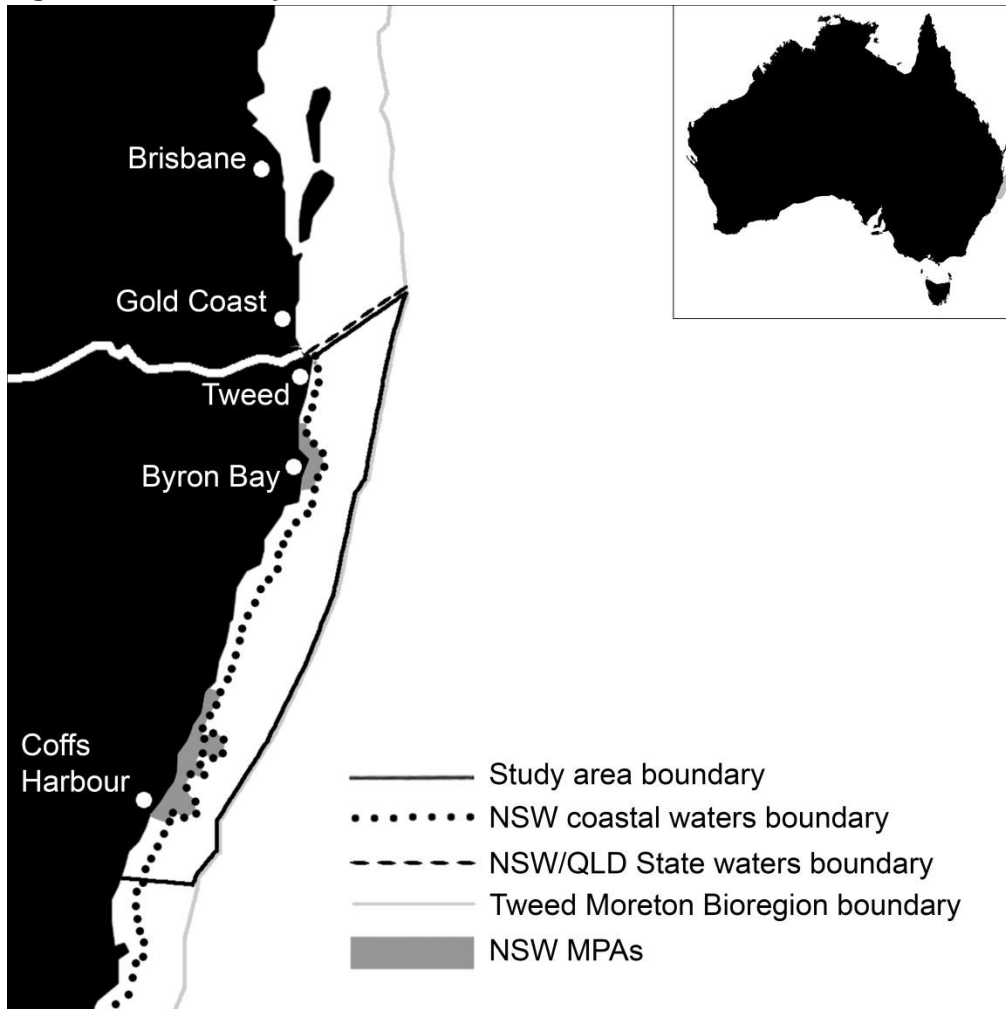 Brisbane
Gold Coast
Tweed
Byron Bay
Coffs
Harbour
Study area boundary
NSW coastal waters boundary
NSW/QLD State waters boundary
Tweed Moreton Bioregion boundary
NSW MPAs